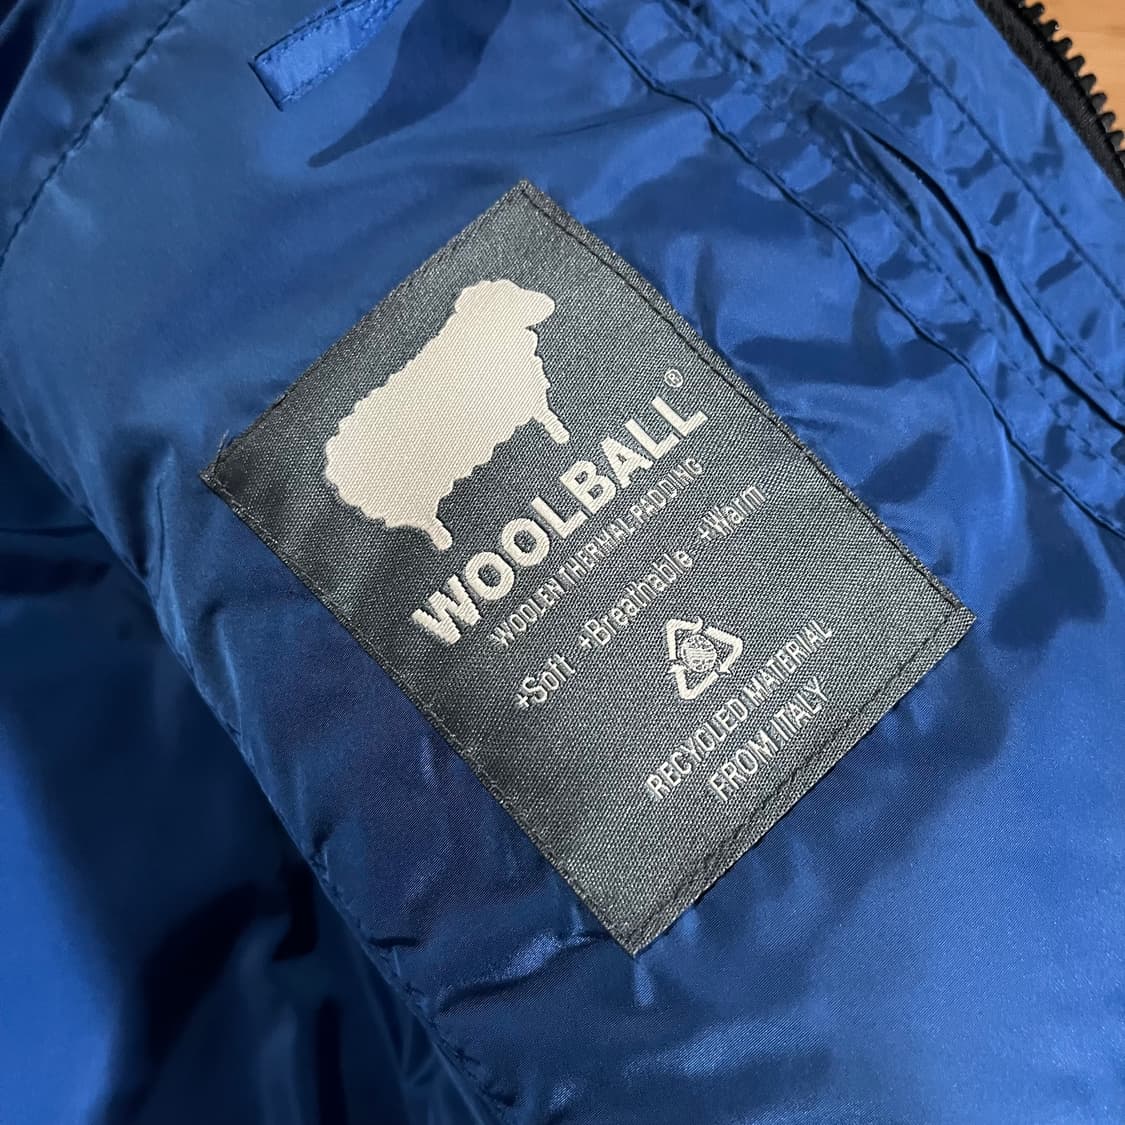 WOOLBALL®
WOOLEN THERMAL PADDING
+Soft +Breathable +Warm
RECYCLED MATERIAL
FROM ITALY